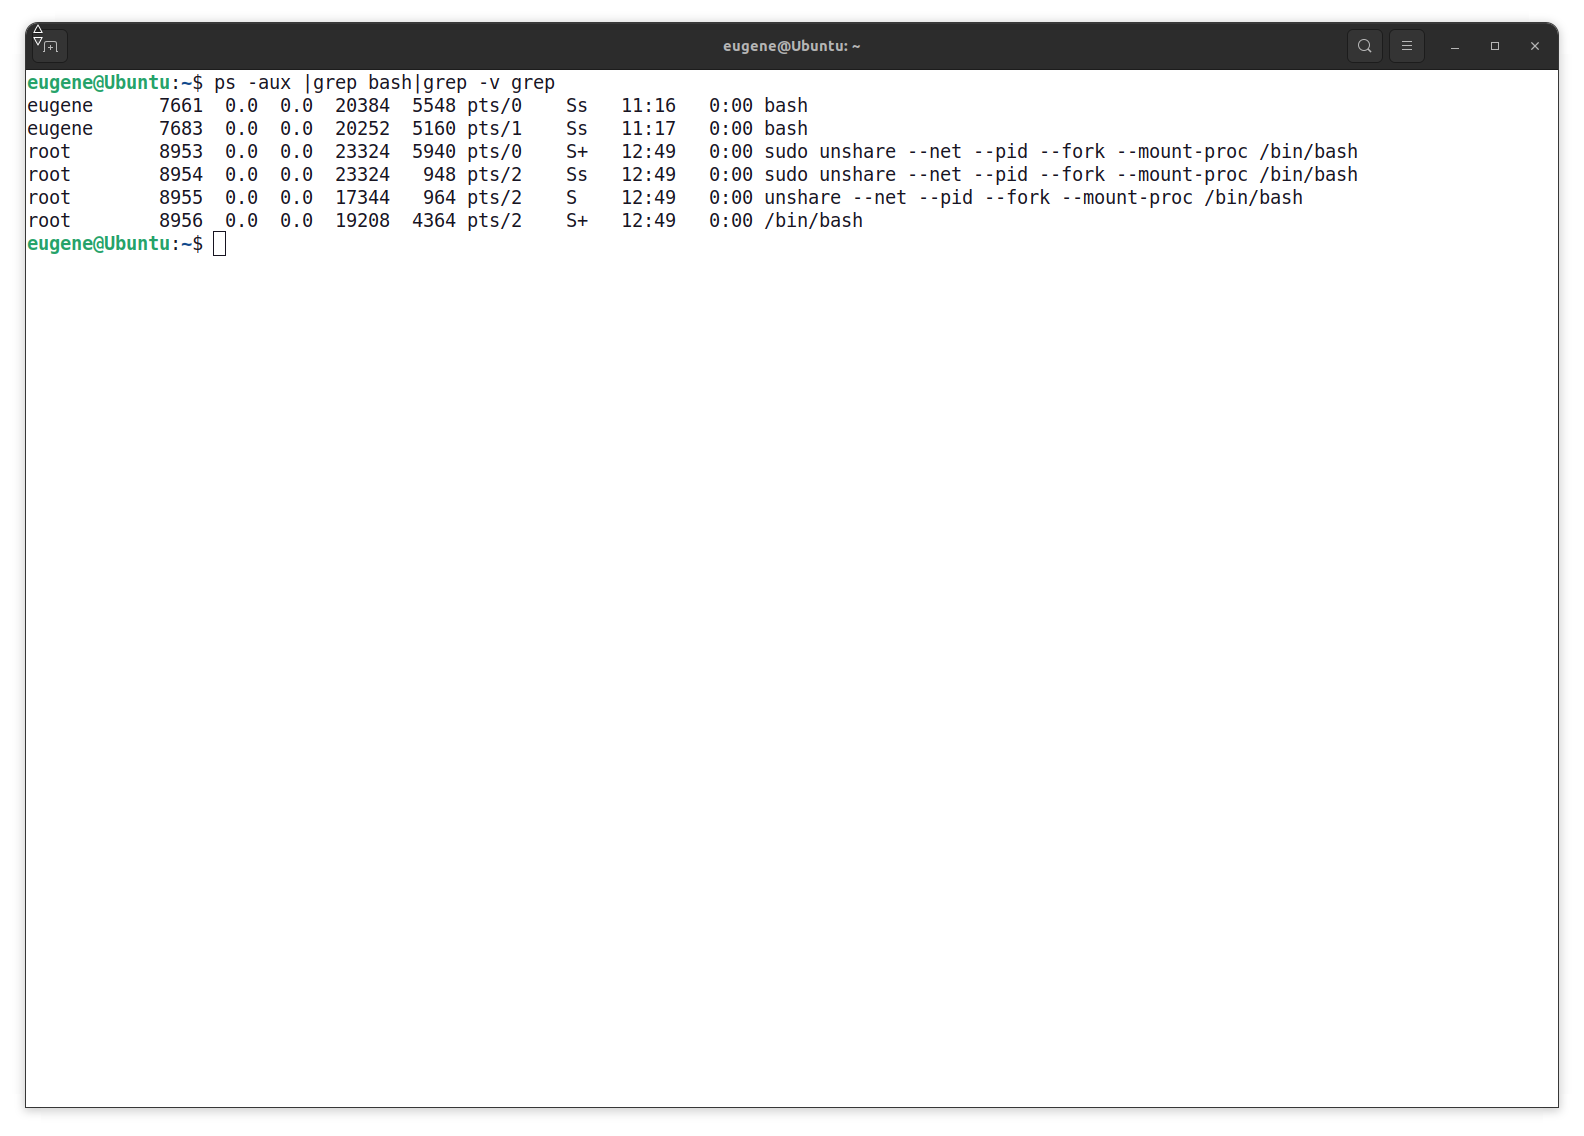 eugene@Ubuntu: ~
eugene@Ubuntu:~$ ps -aux |grep bash|grep -v grep
eugene      7661  0.0  0.0  20384  5548 pts/0    Ss   11:16   0:00 bash
eugene      7683  0.0  0.0  20252  5160 pts/1    Ss   11:17   0:00 bash
root        8953  0.0  0.0  23324  5940 pts/0    S+   12:49   0:00 sudo unshare --net --pid --fork --mount-proc /bin/bash
root        8954  0.0  0.0  23324   948 pts/2    Ss   12:49   0:00 sudo unshare --net --pid --fork --mount-proc /bin/bash
root        8955  0.0  0.0  17344   964 pts/2    S    12:49   0:00 unshare --net --pid --fork --mount-proc /bin/bash
root        8956  0.0  0.0  19208  4364 pts/2    S+   12:49   0:00 /bin/bash
eugene@Ubuntu:~$